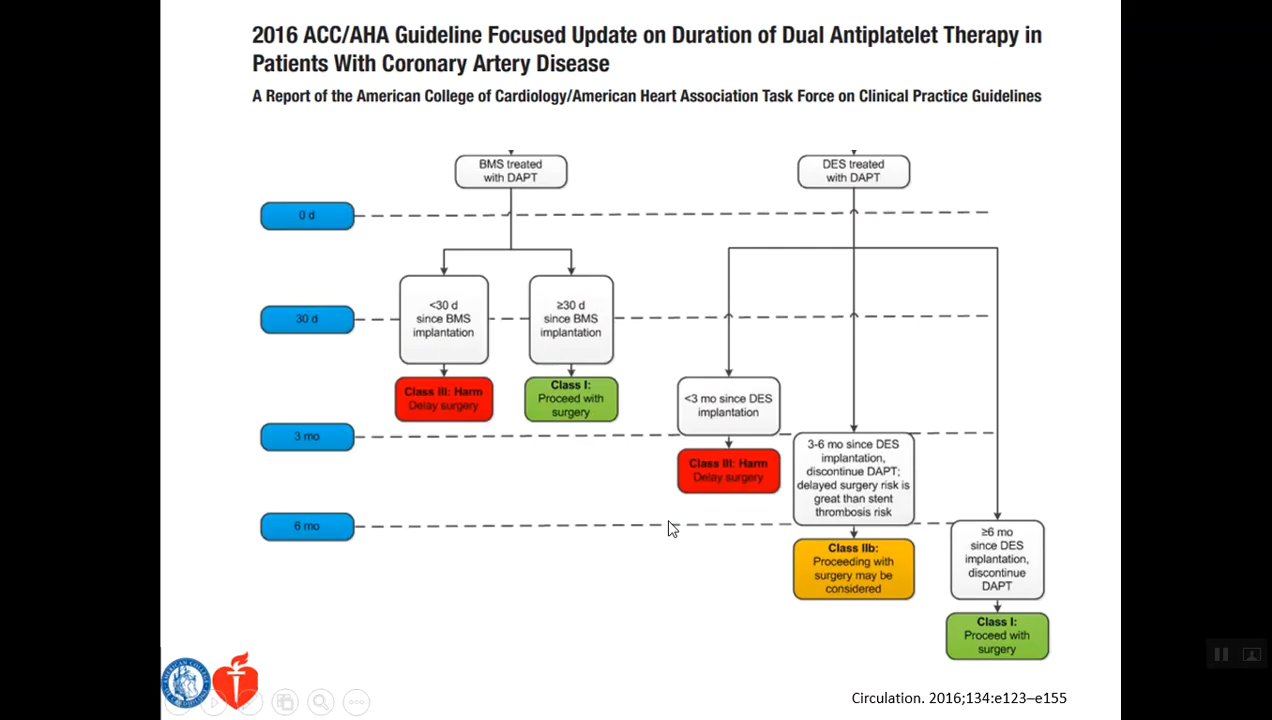 2016 ACC/AHA Guideline Focused Update on Duration of Dual Antiplatelet Therapy in
Patients With Coronary Artery Disease
A Report of the American College of Cardiology/American Heart Association Task Force on Clinical Practice Guidelines
BMS treated
with DAPT
DES treated
with DAPT
0 d
<30 d
since BMS
implantation
≥30 d
since BMS
implantation
30 d
Class III: Harm
Delay surgery
Class I:
Proceed with
surgery
<3 mo since DES
implantation
3 mo
Class III: Harm
Delay surgery
3-6 mo since DES
implantation,
discontinue DAPT;
delayed surgery risk is
great than stent
thrombosis risk
6 mo
Class IIb:
Proceeding with
surgery may be
considered
≥6 mo
since DES
implantation,
discontinue
DAPT
Class I:
Proceed with
surgery
Circulation. 2016;134:e123–e155